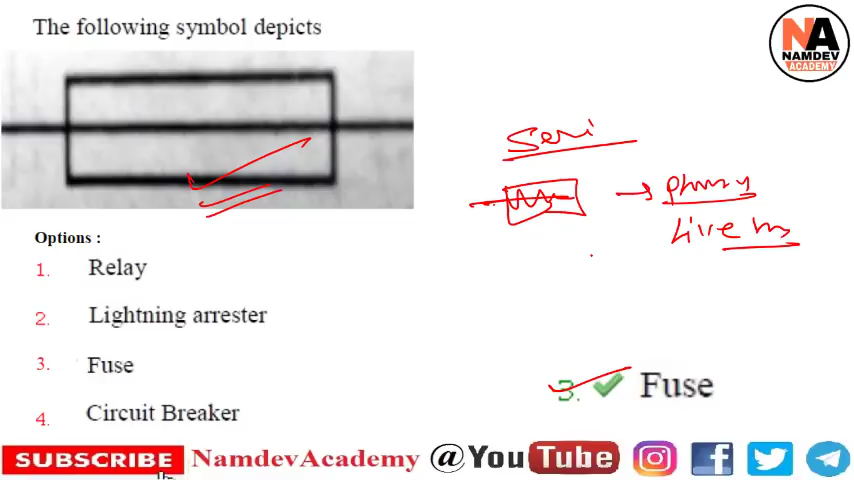 The following symbol depicts
NA
NAMDEV
ACADEMY
Seri
Options :
1. Relay
2. Lightning arrester
3. Fuse
4. Circuit Breaker
Live
3. Fuse
SUBSCRIBE NamdevAcademy @YouTube